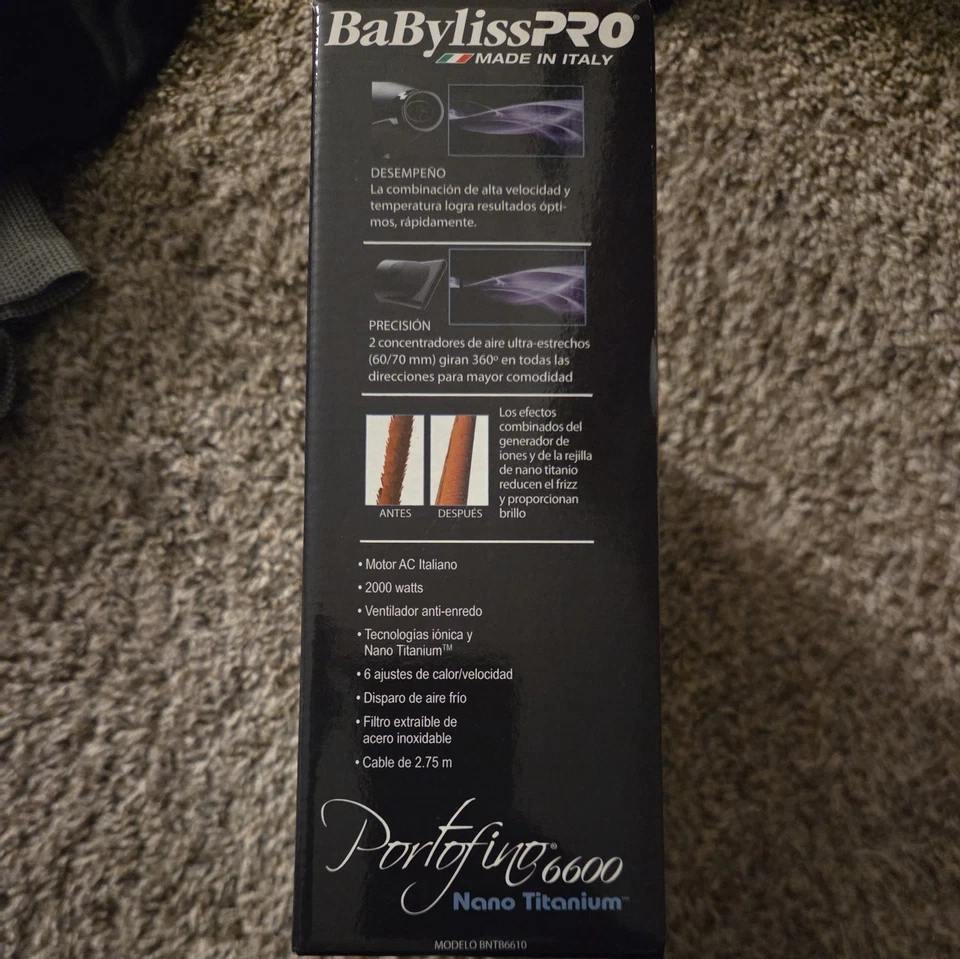 BaBylissPRO®
MADE IN ITALY
DESEMPEÑO
La combinación de alta velocidad y
temperatura logra resultados ópti-
mos, rápidamente.
PRECISIÓN
2 concentradores de aire ultra-estrechos
(60/70 mm) giran 360º en todas las
direcciones para mayor comodidad
Los efectos
combinados del
generador de
iones y de la rejilla
de nano titanio
reducen el frizz
y proporcionan
brillo
ANTES DESPUÉS
• Motor AC Italiano
• 2000 watts
• Ventilador anti-enredo
• Tecnologías iónica y
Nano Titanium™
• 6 ajustes de calor/velocidad
• Disparo de aire frío
• Filtro extraíble de
acero inoxidable
• Cable de 2.75 m
Portofino® 6600
Nano Titanium™
MODELO BNTB6610